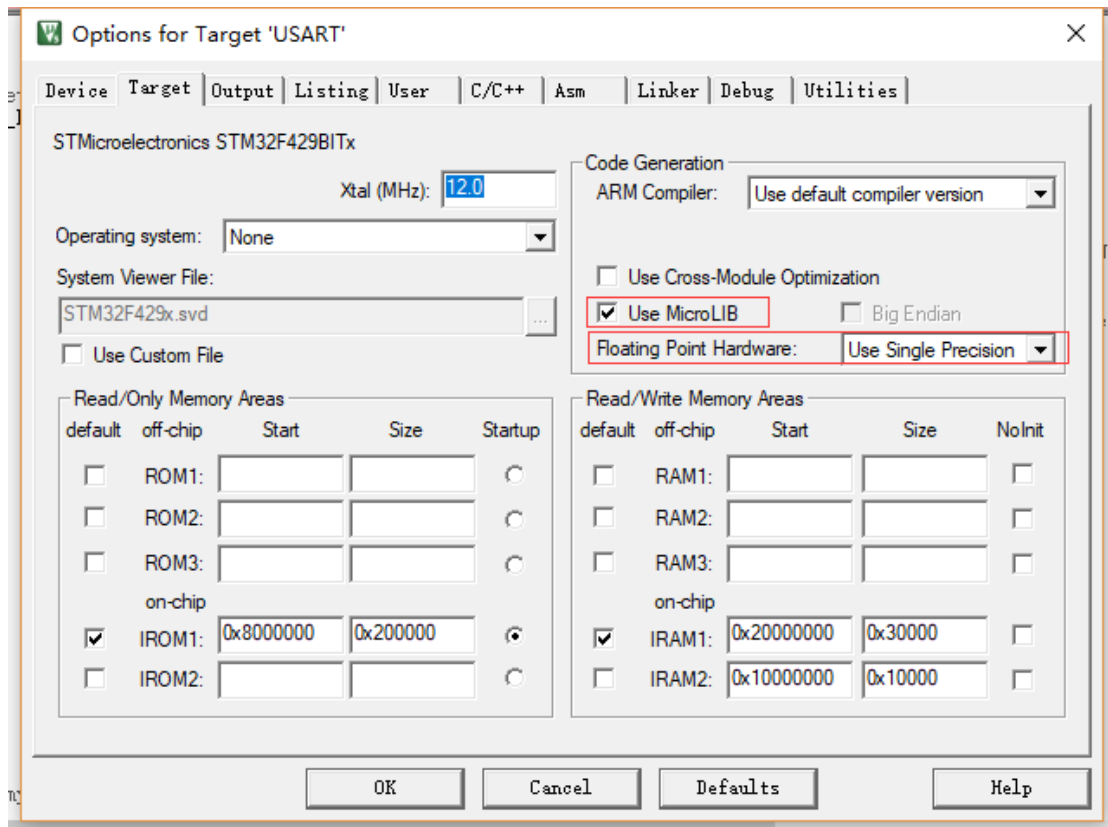 Options for Target 'USART'
Device Target Output Listing User C/C++ Asm Linker Debug Utilities
STMicroelectronics STM32F429BITx
Xtal (MHz): 12.0
Operating system: None
System Viewer File:
STM32F429x.svd ...
Use Custom File
Code Generation
ARM Compiler: Use default compiler version
Use Cross-Module Optimization
Use MicroLIB Big Endian
Floating Point Hardware: Use Single Precision
Read/Only Memory Areas
default off-chip Start Size Startup
ROM1:
ROM2:
ROM3:
on-chip
IROM1: 0x8000000 0x200000
IROM2:
Read/Write Memory Areas
default off-chip Start Size NoInit
RAM1:
RAM2:
RAM3:
on-chip
IRAM1: 0x20000000 0x30000
IRAM2: 0x10000000 0x10000
OK Cancel Defaults Help